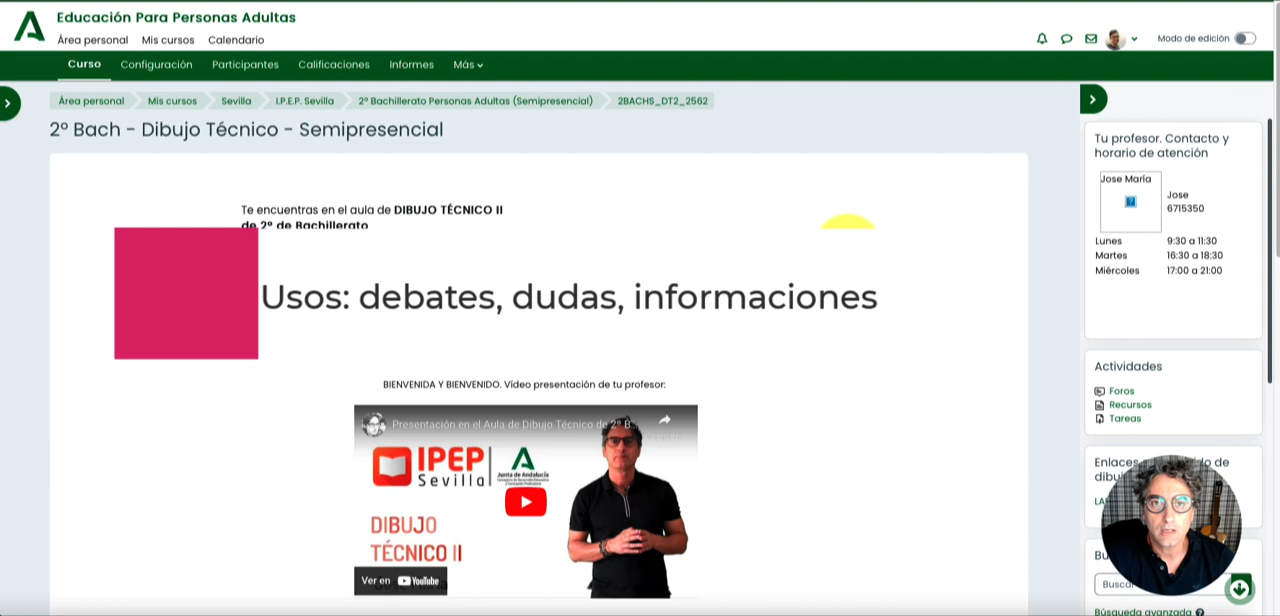 Educación Para Personas Adultas
Área personal Mis cursos Calendario
Modo de edición
Curso Configuración Participantes Calificaciones Informes Más
Área personal Mis cursos Sevilla I.P.E.P. Sevilla 2º Bachillerato Personas Adultas (Semipresencial) 2BACHS_DT2_2562
2º Bach - Dibujo Técnico - Semipresencial
Te encuentras en el aula de DIBUJO TÉCNICO II
de 2º de Bachillerato
Usos: debates, dudas, informaciones
BIENVENIDA Y BIENVENIDO. Vídeo presentación de tu profesor:
Presentación en el Aula de Dibujo Técnico de 2º B...
IPEP
Sevilla
Junta de Andalucía
DIBUJO
TÉCNICO II
Ver en YouTube
Tu profesor. Contacto y
horario de atención
Jose María
Jose
6715350
Lunes 9:30 a 11:30
Martes 16:30 a 18:30
Miércoles 17:00 a 21:00
Actividades
Foros
Recursos
Tareas
Enlaces de
Búsqueda avanzada